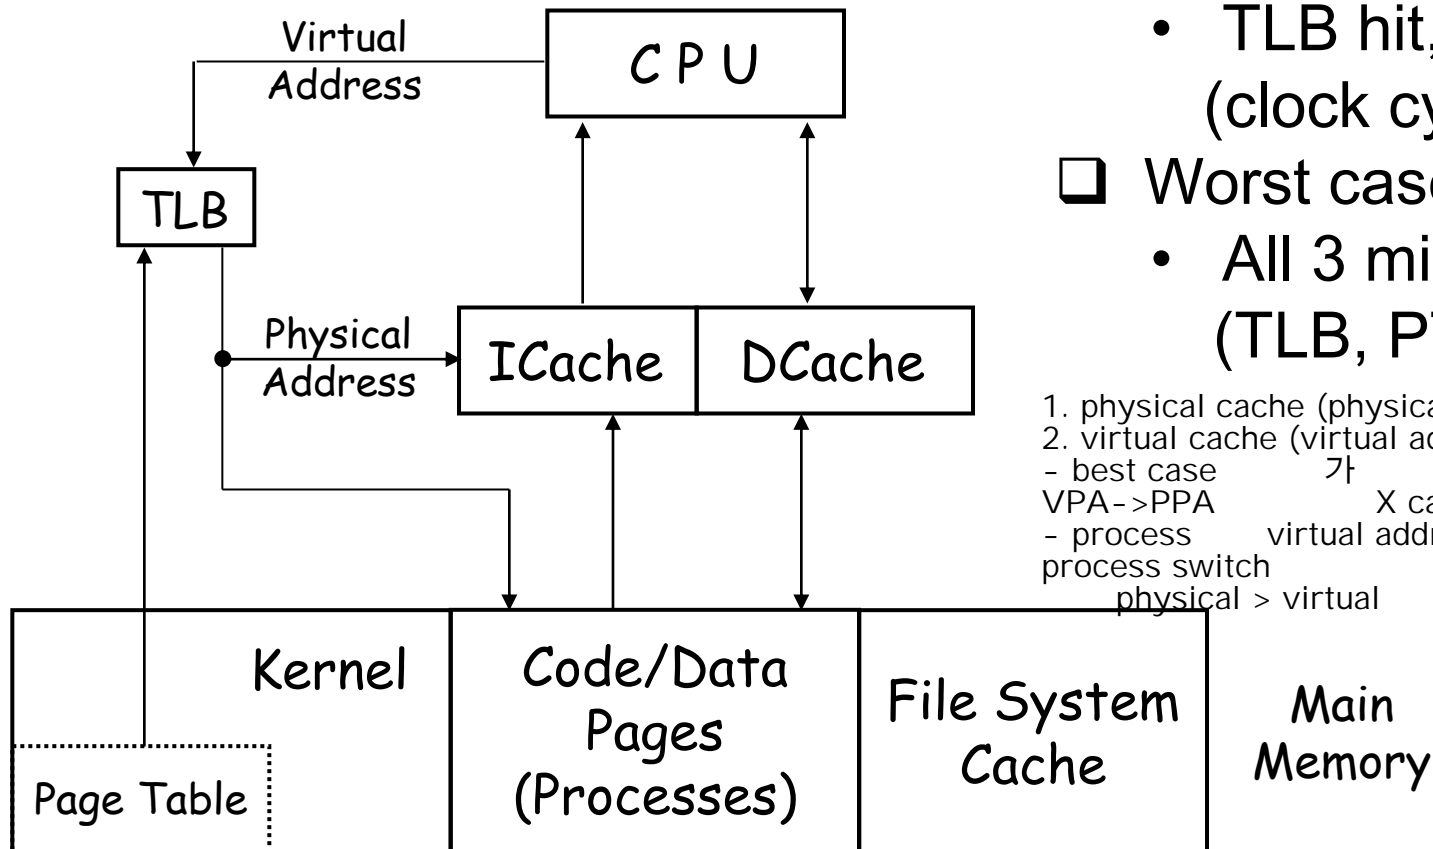 Virtual
Address
C P U
TLB
Physical
Address
ICache
DCache
Kernel
Page Table
Code/Data
Pages
(Processes)
File System
Cache
Main
Memory
• TLB hit,
(clock cy
❑ Worst case
• All 3 mi
(TLB, PT
1. physical cache (physica
2. virtual cache (virtual ad
- best case 가
VPA->PPA X ca
- process virtual addr
process switch
physical > virtual